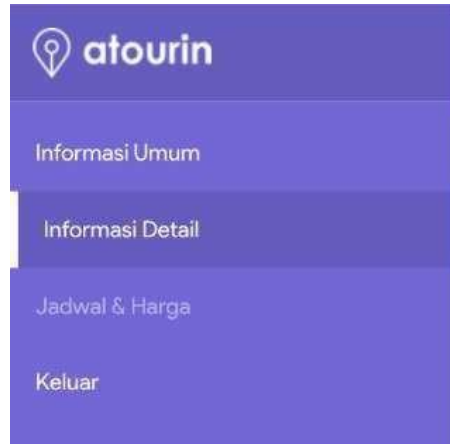 atourin
Informasi Umum
Informasi Detail
Jadwal & Harga
Keluar